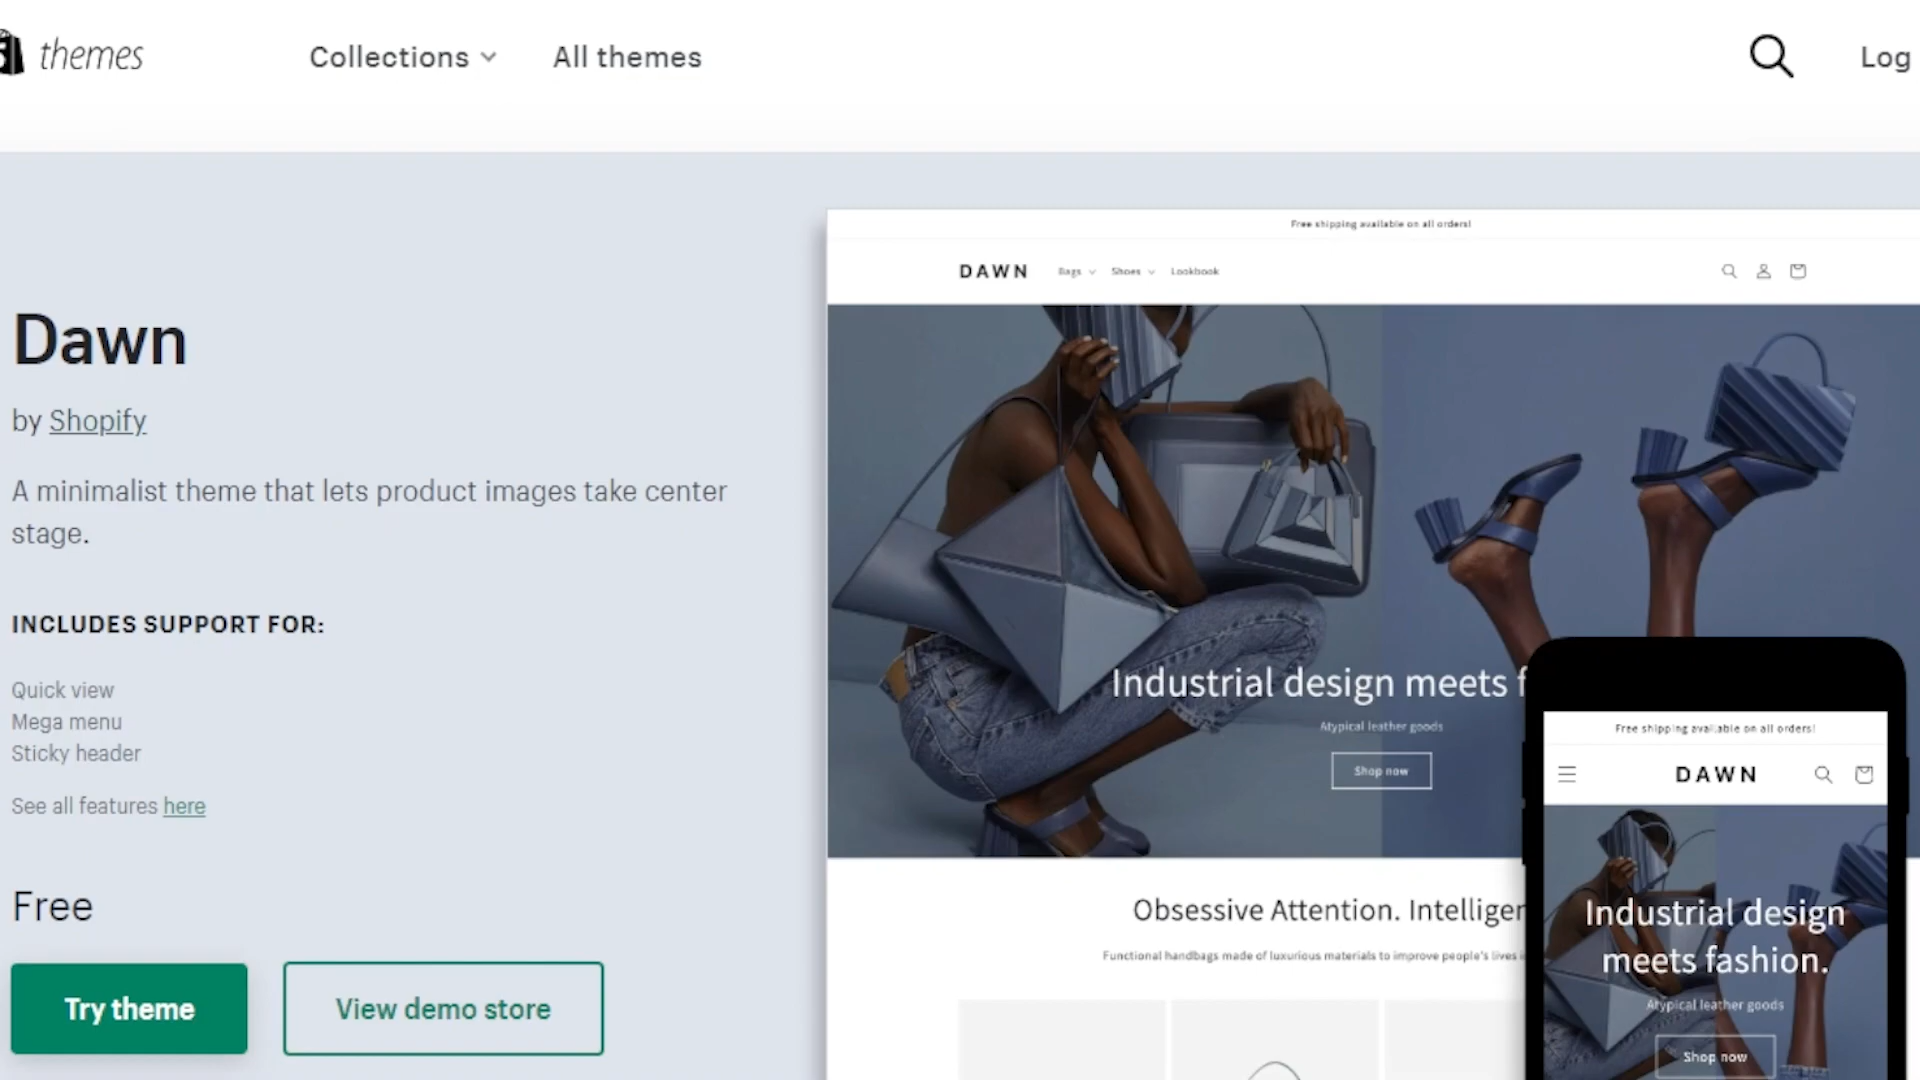 themes
Collections
All themes
Log
Dawn
by Shopify
A minimalist theme that lets product images take center
stage.
INCLUDES SUPPORT FOR:
Quick view
Mega menu
Sticky header
See all features here
Free
Try theme
View demo store
Free shipping available on all orders!
DAWN
Bags
Shoes
Lookbook
Industrial design meets f
Atypical leather goods
Shop now
Obsessive Attention. Intelligen
Functional handbags made of luxurious materials to improve people's lives i
Free shipping available on all orders!
DAWN
Industrial design
meets fashion.
Atypical leather goods
Shop now